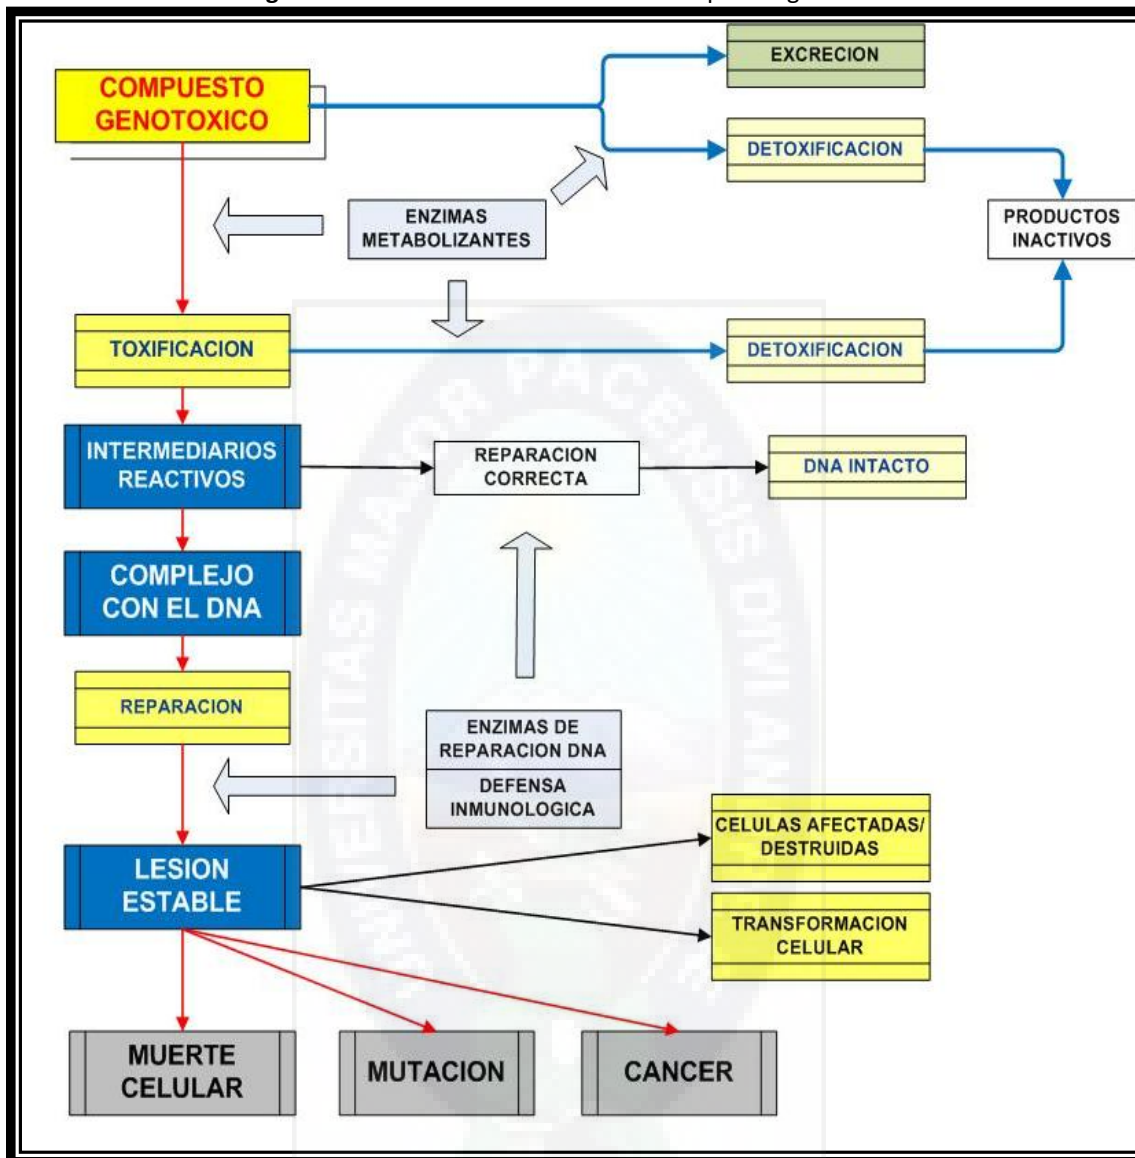 EXCRECION
COMPUESTO
GENOTOXICO
DETOXIFICACION
ENZIMAS
METABOLIZANTES
PRODUCTOS
INACTIVOS
TOXIFICACION
DETOXIFICACION
INTERMEDIARIOS
REACTIVOS
REPARACION
CORRECTA
DNA INTACTO
COMPLEJO
CON EL DNA
REPARACION
ENZIMAS DE
REPARACION DNA
DEFENSA
INMUNOLOGICA
CELULAS AFECTADAS/
DESTRUIDAS
LESION
ESTABLE
TRANSFORMACION
CELULAR
MUERTE
CELULAR
MUTACION
CANCER